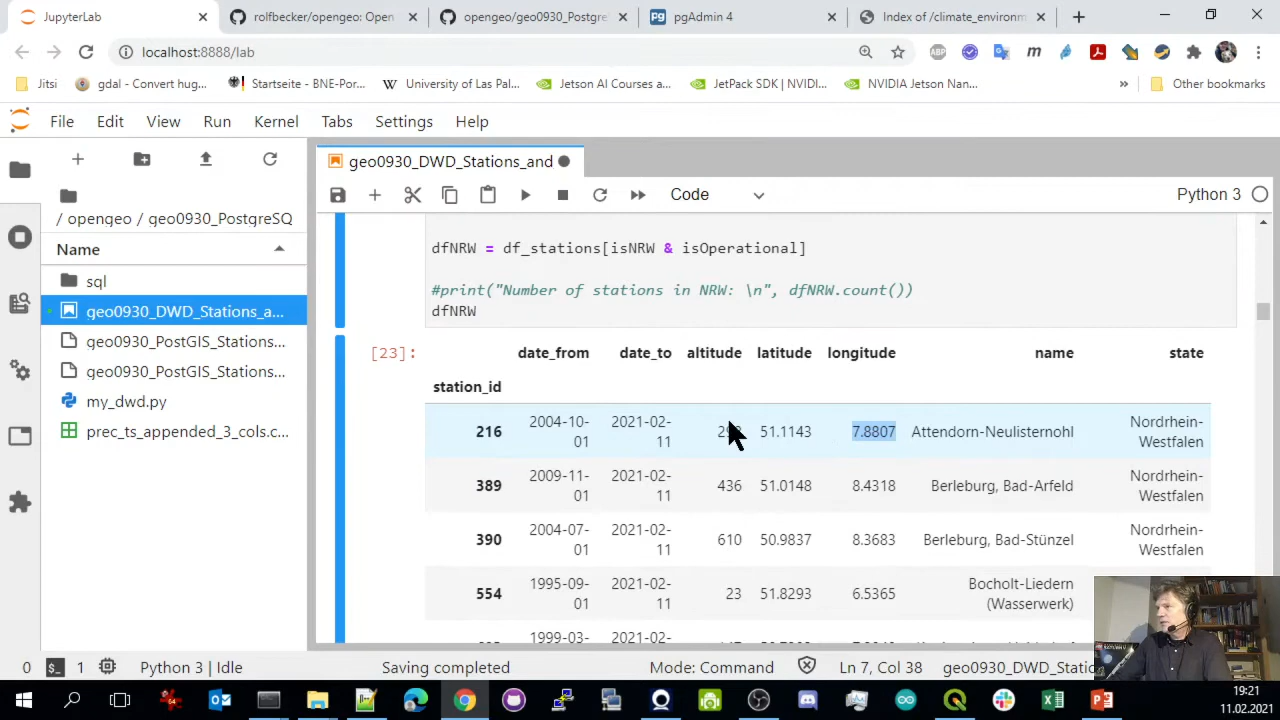 JupyterLab
rolfbecker/opengeo: Open
opengeo/geo0930_Postgre
pgAdmin 4
Index of /climate_environm
localhost:8888/lab
ABP
m
Jitsi
gdal - Convert hug...
Startseite - BNE-Por...
University of Las Pal...
Jetson AI Courses a...
JetPack SDK | NVIDI...
NVIDIA Jetson Nan...
Other bookmarks
File
Edit
View
Run
Kernel
Tabs
Settings
Help
geo0930_DWD_Stations_and
Code
Python 3
/ opengeo / geo0930_PostgreSQ
Name
sql
geo0930_DWD_Stations_a...
geo0930_PostGIS_Stations...
geo0930_PostGIS_Stations...
my_dwd.py
prec_ts_appended_3_cols.c...
dfNRW = df_stations[isNRW & isOperational]
#print("Number of stations in NRW: \n", dfNRW.count())
dfNRW
[23]:
date_from date_to altitude latitude longitude name state
station_id
216 2004-10-01 2021-02-11 51.1143 7.8807 Attendorn-Neulisternohl Nordrhein-Westfalen
389 2009-11-01 2021-02-11 436 51.0148 8.4318 Berleburg, Bad-Arfeld Nordrhein-Westfalen
390 2004-07-01 2021-02-11 610 50.9837 8.3683 Berleburg, Bad-Stünzel Nordrhein-Westfalen
554 1995-09-01 2021-02-11 23 51.8293 6.5365 Bocholt-Liedern (Wasserwerk)
1999-03- 2021-02-
0
1
Python 3 | Idle
Saving completed
Mode: Command
Ln 7, Col 38
geo0930_DWD_Static
19:21
11.02.2021